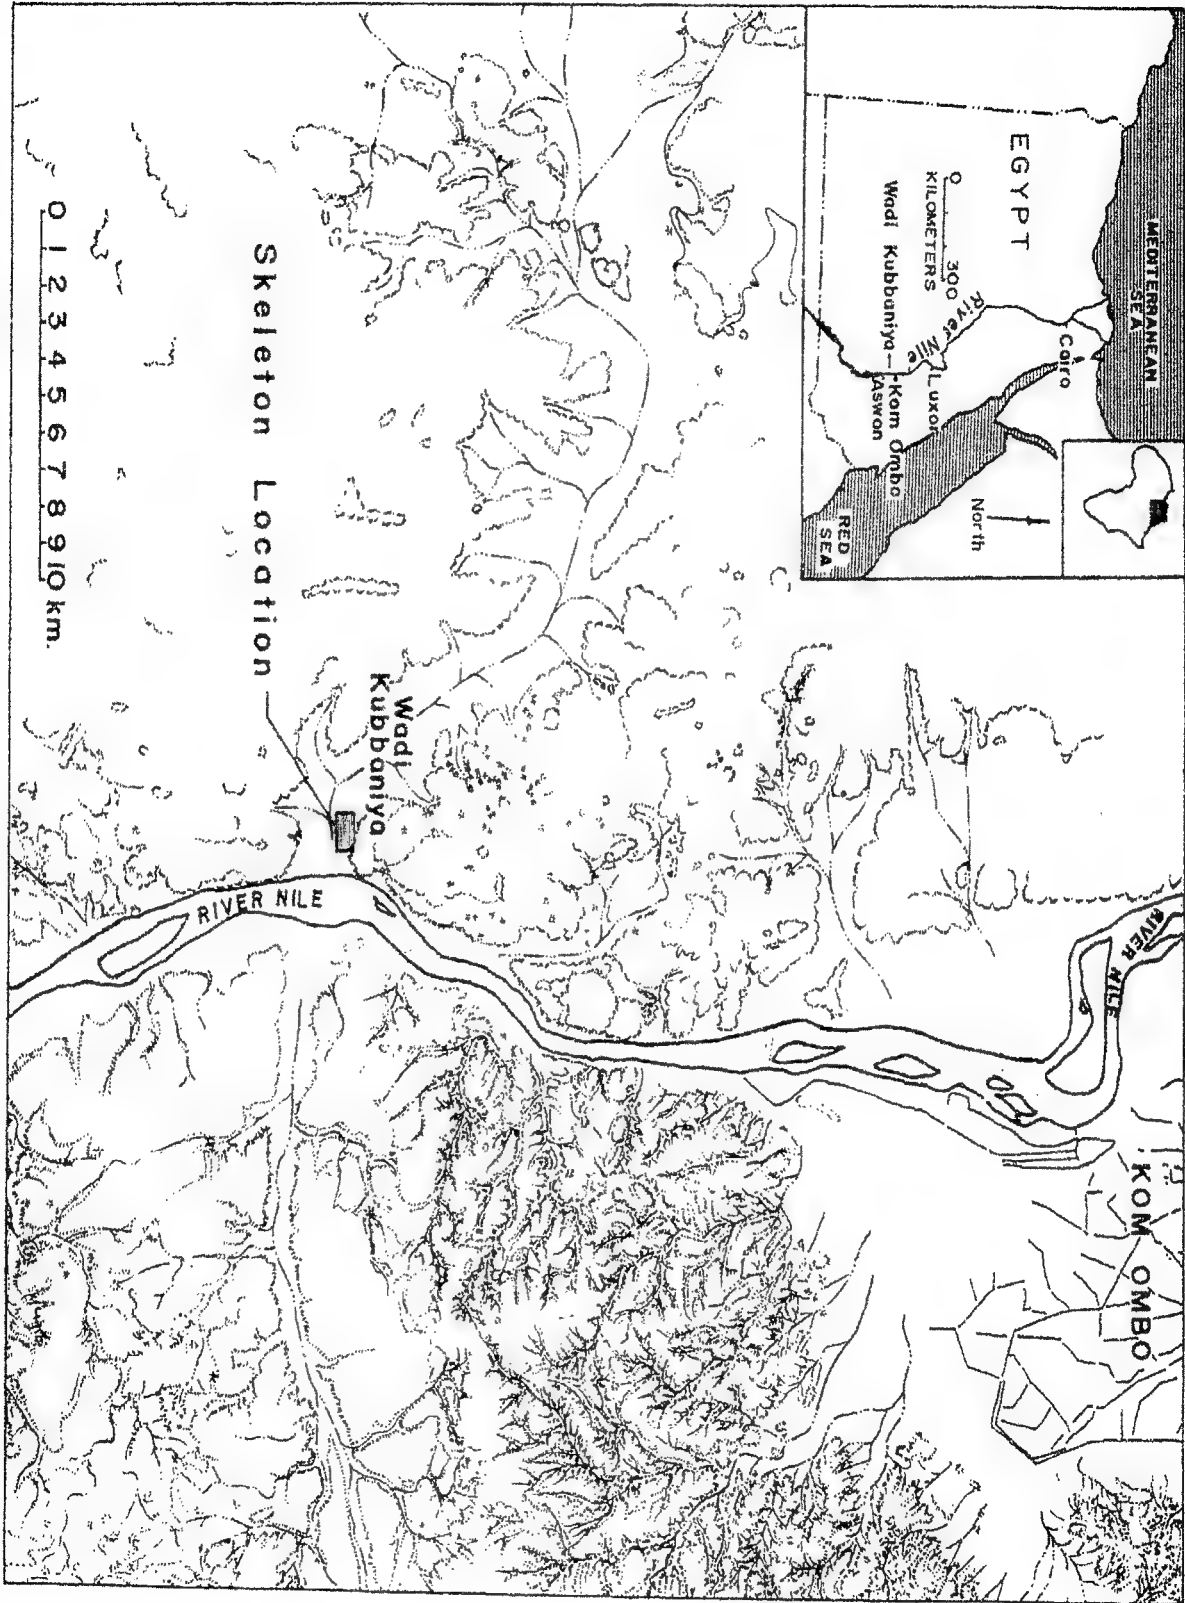 MEDITERRANEAN
SEA
EGYPT
0 300
KILOMETERS
Cairo
River Nile
Luxor
Wadi Kubbaniya
Kom Ombo
Aswan
RED
SEA
North
RIVER NILE
KOM OMBO
Wadi
Kubbaniya
RIVER NILE
Skeleton Location
0 1 2 3 4 5 6 7 8 9 10 km.